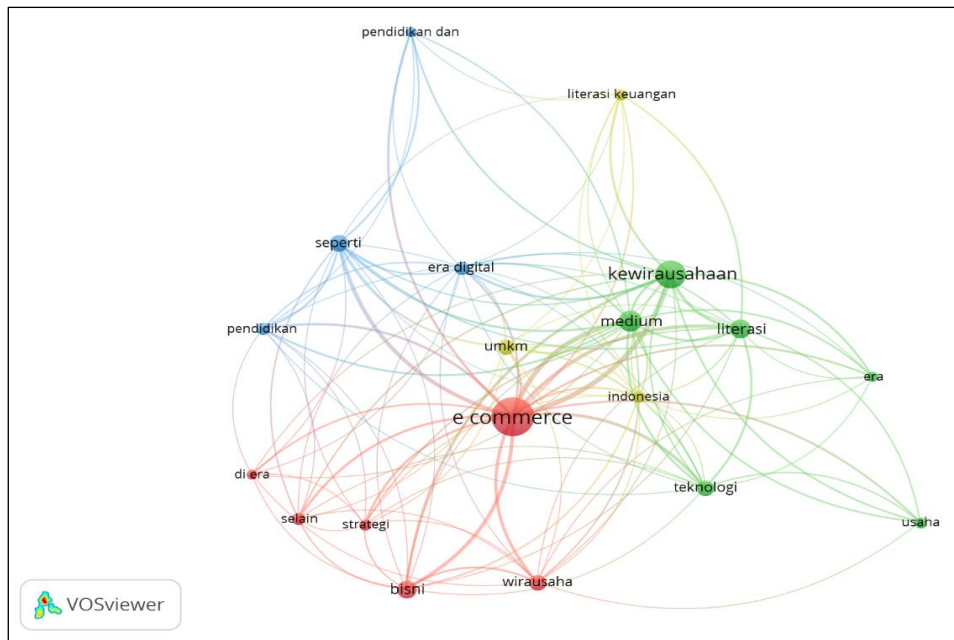 pendidikan dan
literasi keuangan
seperti
era digital
kewirausahaan
pendidikan
medium
literasi
umkm
era
indonesia
e commerce
di era
teknologi
selain
strategi
usaha
bisni
wirausaha
VOSviewer